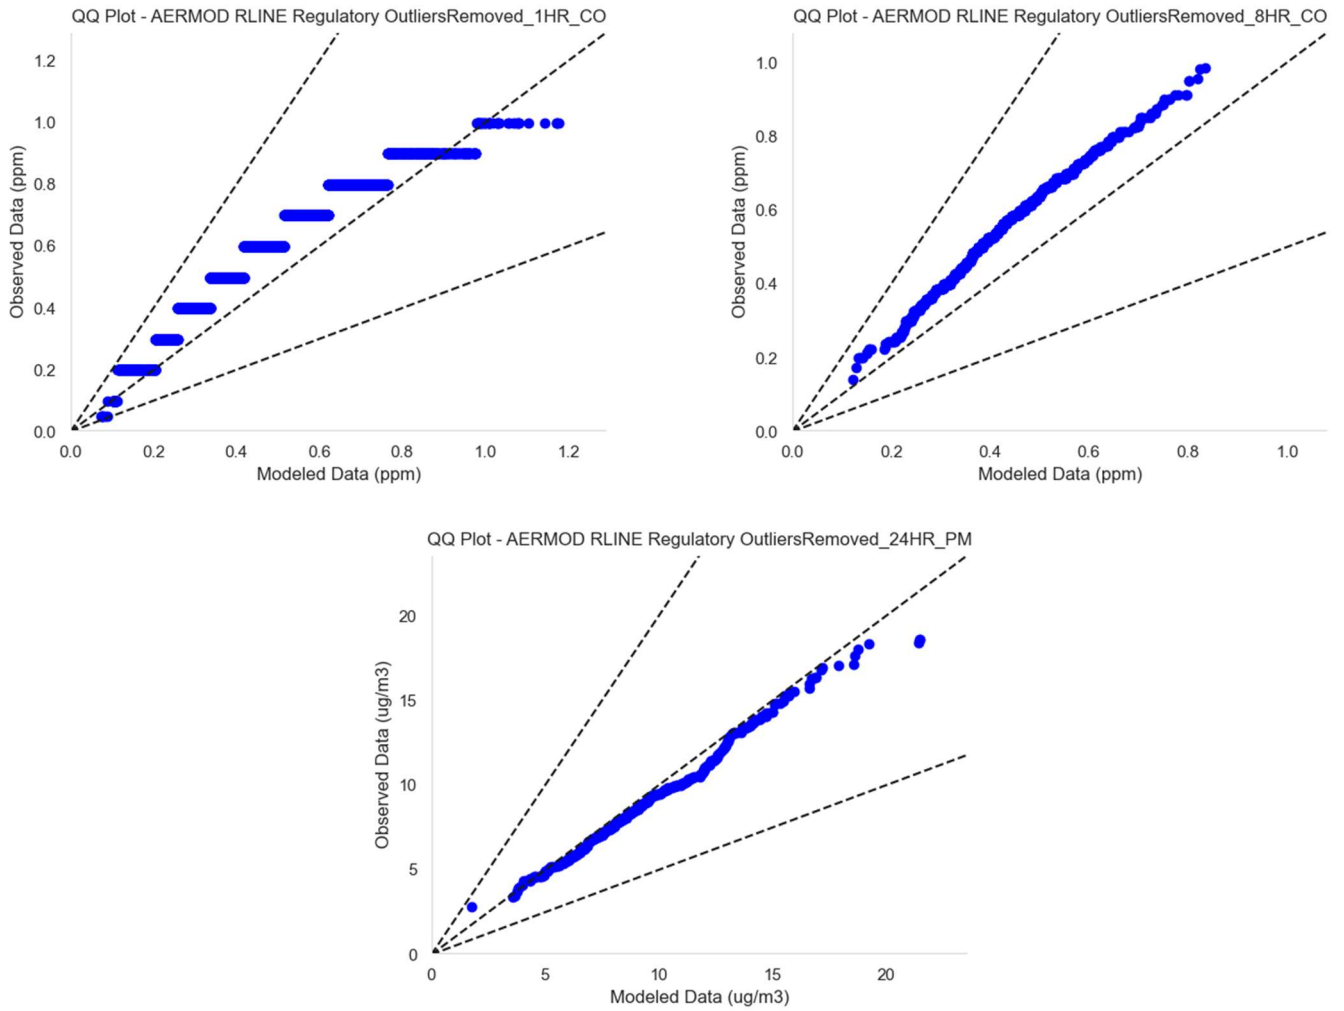 QQ Plot - AERMOD RLINE Regulatory OutliersRemoved_1HR_CO
1.2
1.0
0.8
0.6
0.4
0.2
0.0
Observed Data (ppm)
0.0 0.2 0.4 0.6 0.8 1.0 1.2
Modeled Data (ppm)
QQ Plot - AERMOD RLINE Regulatory OutliersRemoved_8HR_CO
1.0
0.8
0.6
0.4
0.2
0.0
Observed Data (ppm)
0.0 0.2 0.4 0.6 0.8 1.0
Modeled Data (ppm)
QQ Plot - AERMOD RLINE Regulatory OutliersRemoved_24HR_PM
20
15
10
5
0
Observed Data (ug/m3)
0 5 10 15 20
Modeled Data (ug/m3)